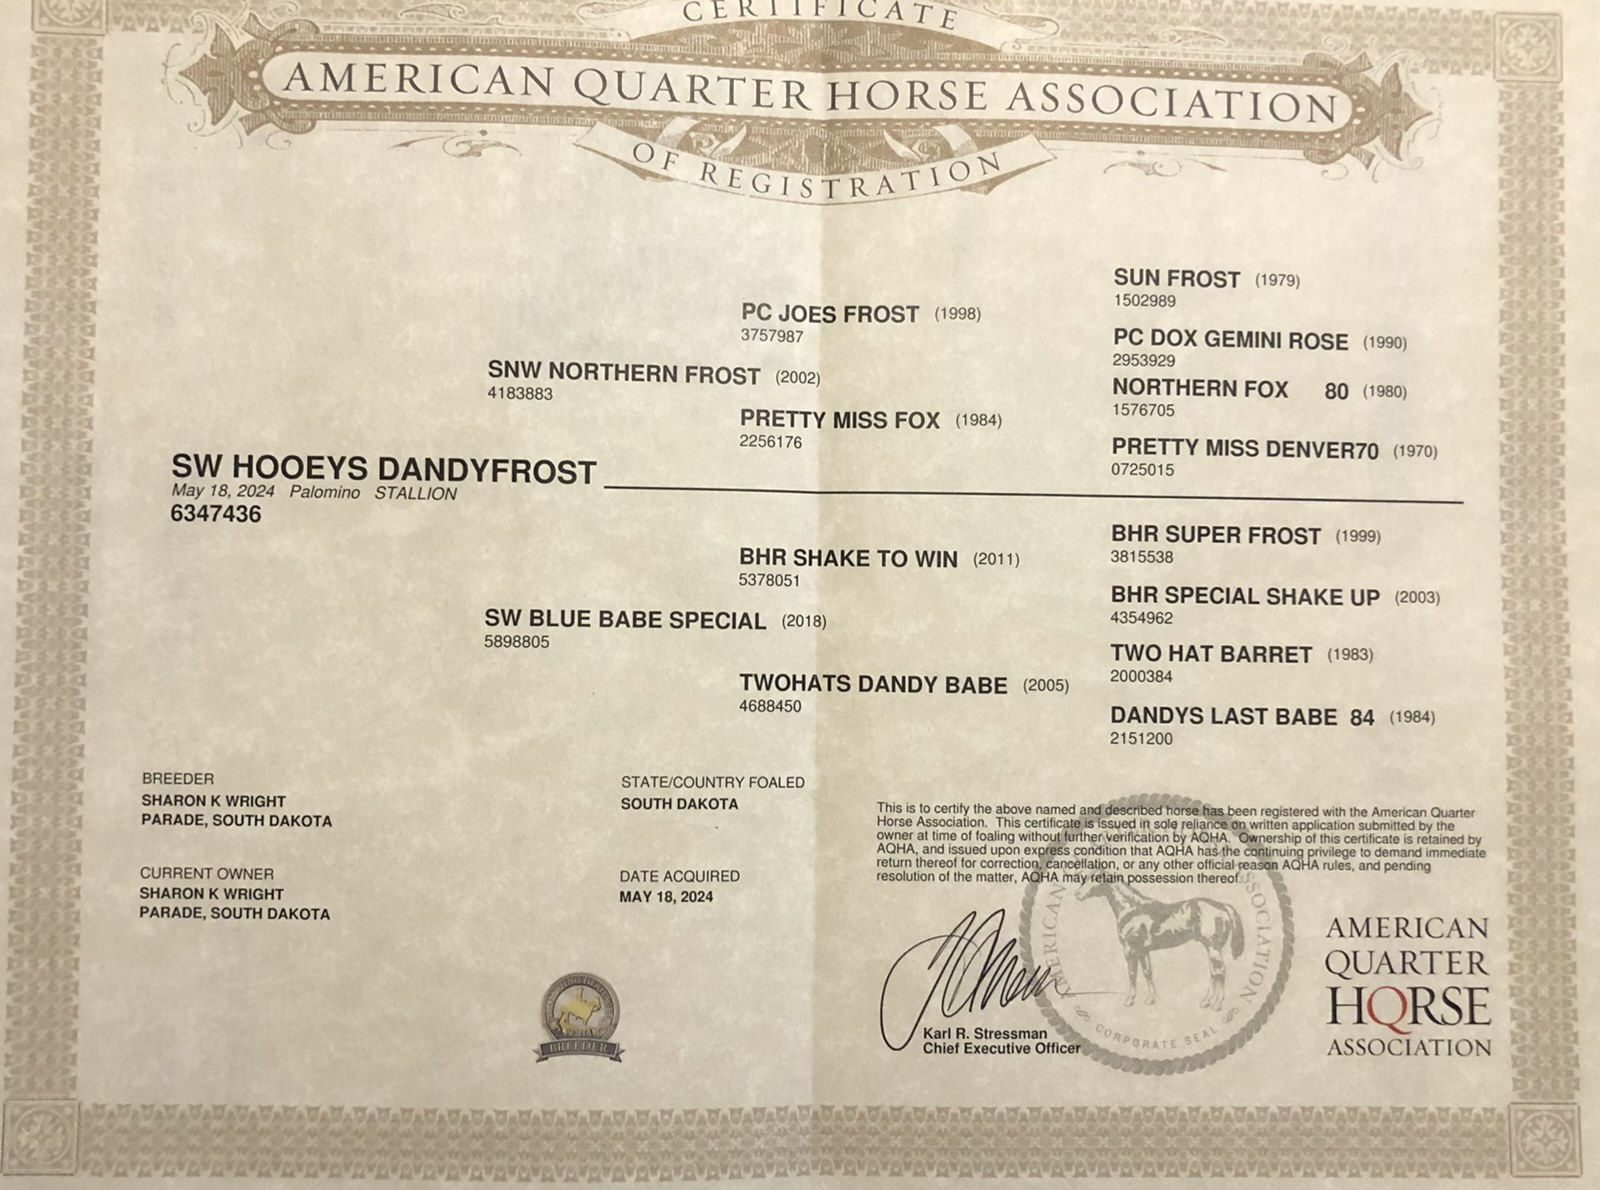 CERTIFICATE
AMERICAN QUARTER HORSE ASSOCIATION
OF REGISTRATION
SUN FROST (1979)
1502989
PC JOES FROST (1998)
3757987
PC DOX GEMINI ROSE (1990)
2953929
SNW NORTHERN FROST (2002)
4183883
NORTHERN FOX 80 (1980)
1576705
PRETTY MISS FOX (1984)
2256176
PRETTY MISS DENVER70 (1970)
0725015
SW HOOEYS DANDYFROST
May 18, 2024 Palomino STALLION
6347436
BHR SUPER FROST (1999)
3815538
BHR SHAKE TO WIN (2011)
5378051
BHR SPECIAL SHAKE UP (2003)
4354962
SW BLUE BABE SPECIAL (2018)
5898805
TWO HAT BARRET (1983)
2000384
TWOHATS DANDY BABE (2005)
4688450
DANDYS LAST BABE 84 (1984)
2151200
BREEDER
SHARON K WRIGHT
PARADE, SOUTH DAKOTA
STATE/COUNTRY FOALED
SOUTH DAKOTA
CURRENT OWNER
SHARON K WRIGHT
PARADE, SOUTH DAKOTA
DATE ACQUIRED
MAY 18, 2024
This is to certify the above named and described horse has been registered with the American Quarter
Horse Association. This certificate is issued in sole reliance on written application submitted by the
owner at time of foaling without further verification by AQHA. Ownership of this certificate is retained by
AQHA, and issued upon express condition that AQHA has the continuing privilege to demand immediate
return thereof for correction, cancellation, or any other official reason AQHA rules, and pending
resolution of the matter, AQHA may retain possession thereof.
Karl R. Stressman
Chief Executive Officer
AMERICAN
ASSOCIATION
CORPORATE SEAL
BREEDER
AMERICAN
QUARTER
HORSE
ASSOCIATION